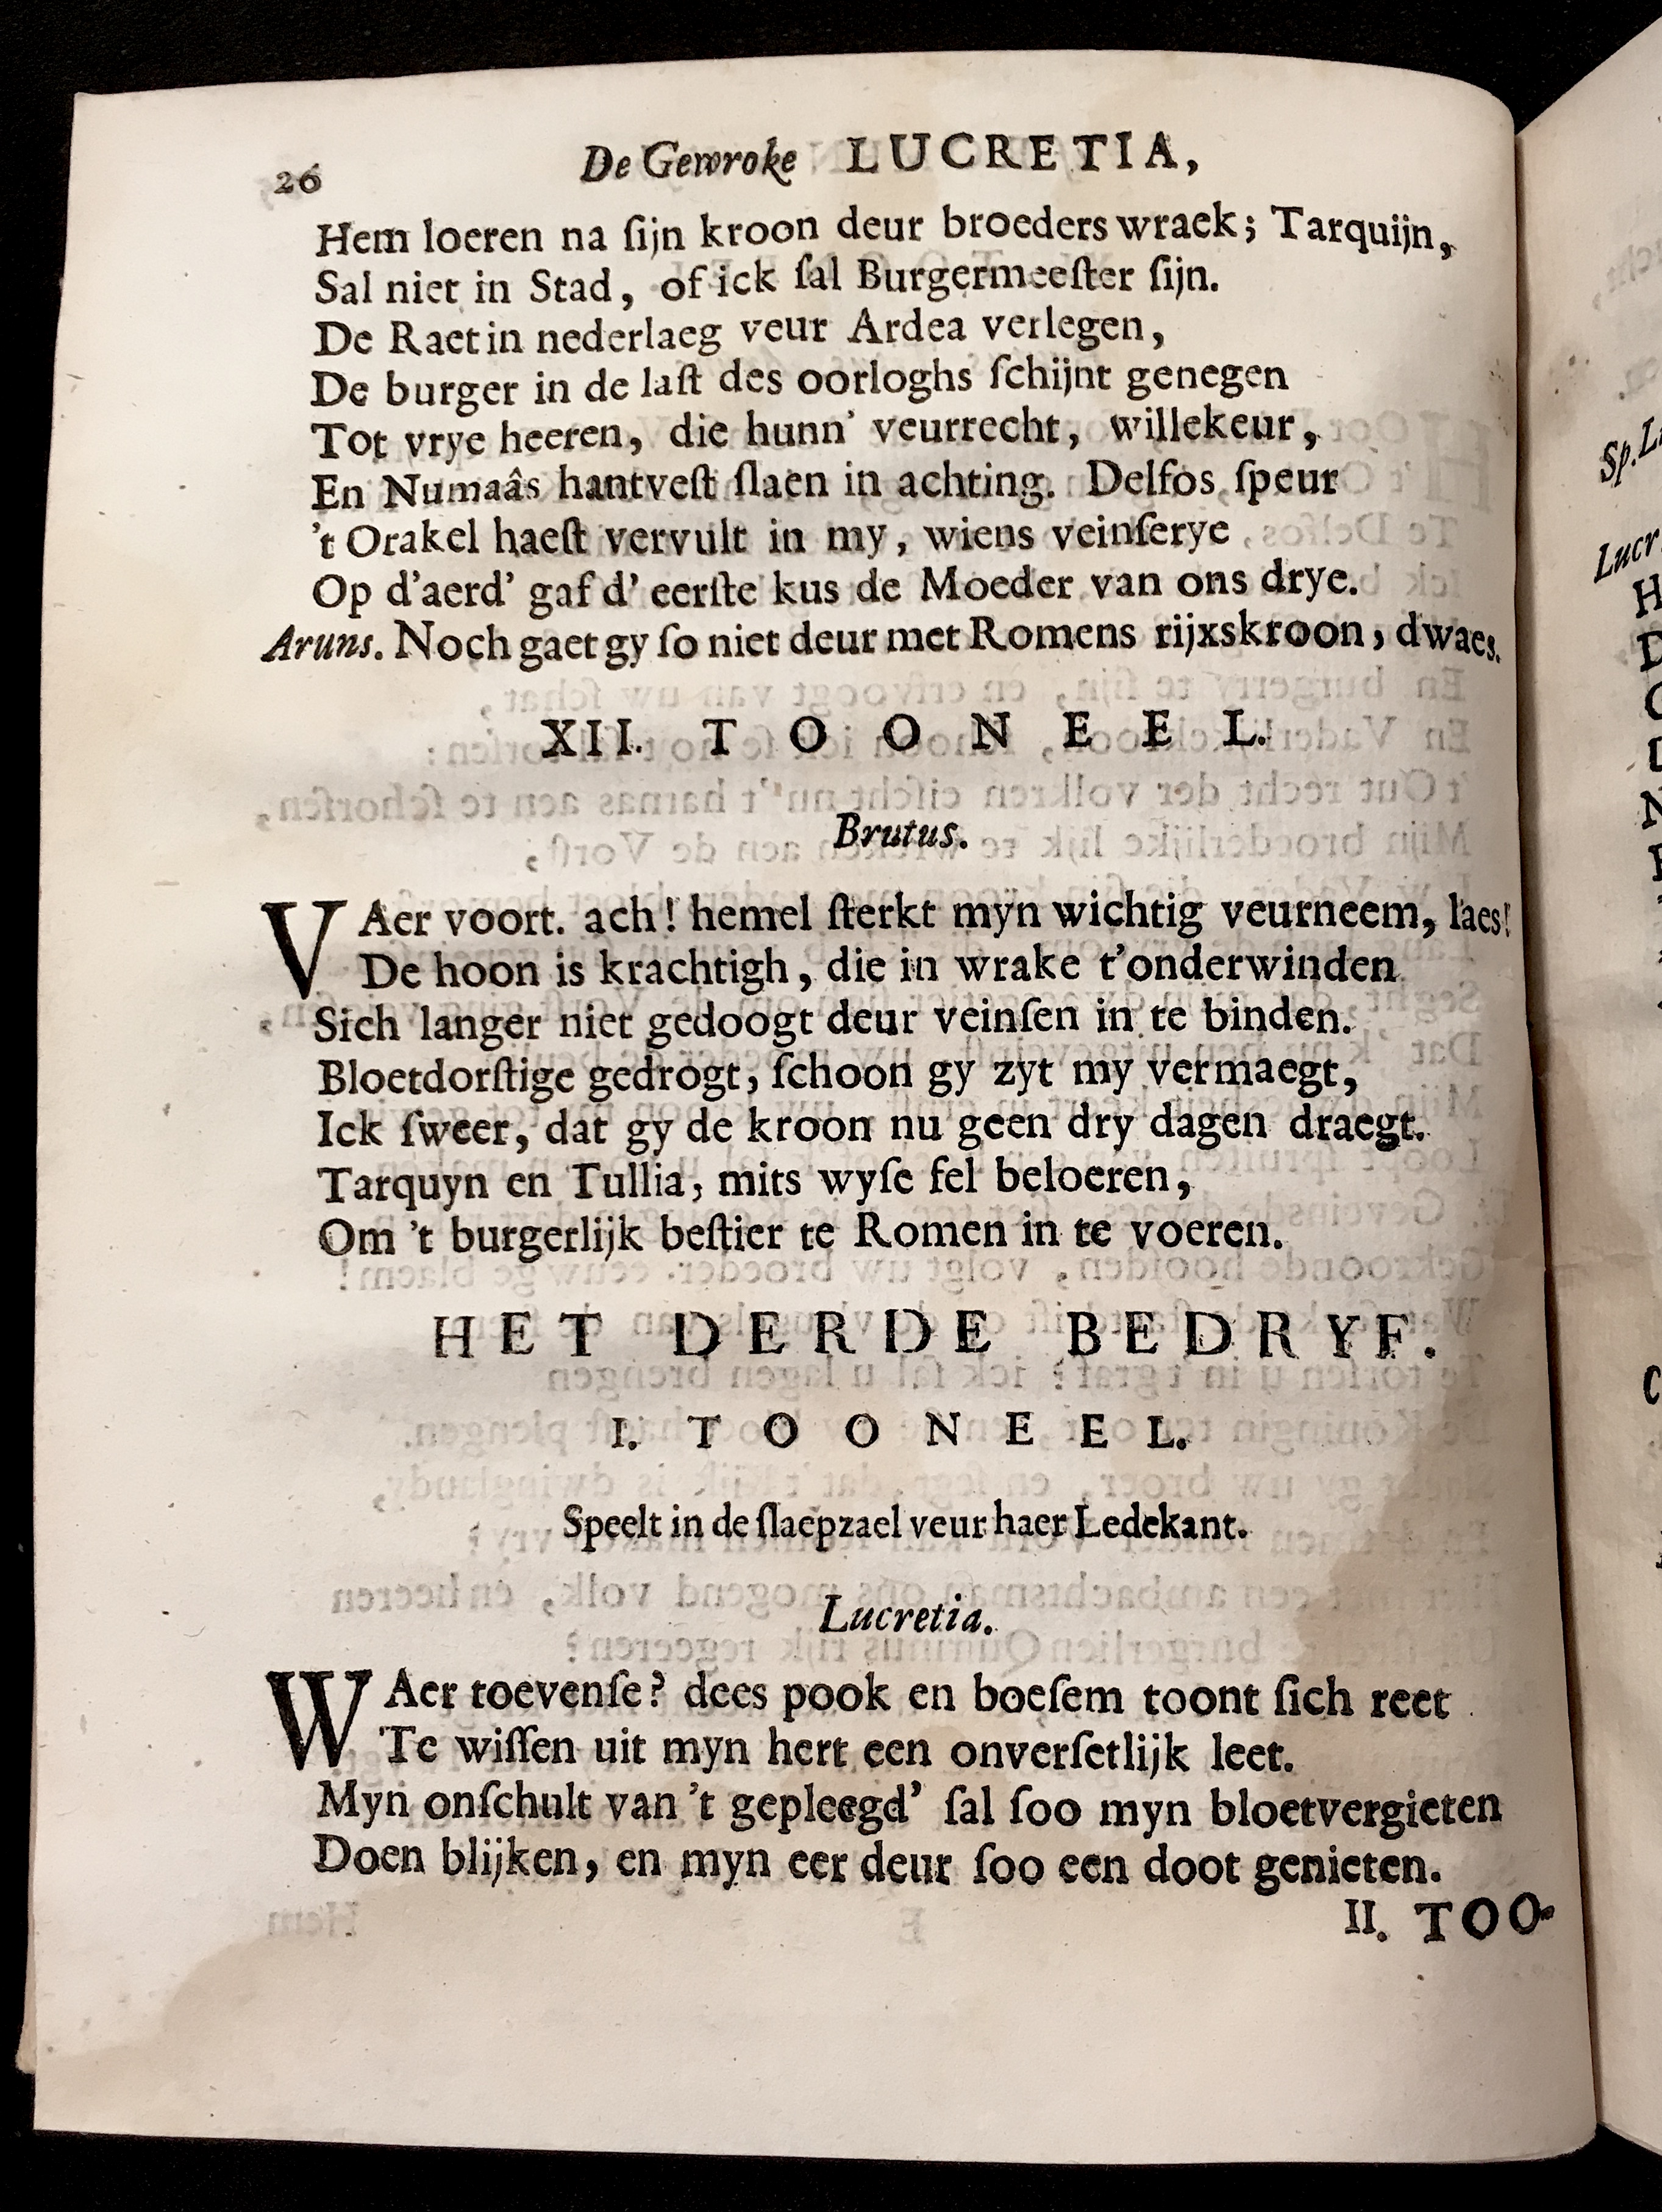 26 De Gewroke LUCRETIA,
Hem loeren na ſijn kroon deur broeders wraek; Tarquijn,
Sal niet in Stad, of ick ſal Burgermeeſter ſijn.
De Raet in nederlaeg veur Ardea verlegen,
De burger in de laſt des oorloghs ſchijnt genegen
Tot vrye heeren, die hunn' veurrecht, willekeur,
En Numaâs hantveſt ſlaen in achting. Delfos ſpeur
't Orakel haeſt vervult in my, wiens veinſerye
Op d'aerd' gaf d' eerſte kus de Moeder van ons drye.
Aruns. Noch gaet gy ſo niet deur met Romens rijxskroon, dwaes.
XII. TOONEEL.
Brutus.
VAer voort. ach! hemel ſterkt mÿn wichtig veurneem, laes!
De hoon is krachtigh, die in wrake t'onderwinden
Sich langer niet gedoogt deur veinſen in te binden.
Bloetdorſtige gedrogt, ſchoon gy zyt my vermaegt,
Ick ſweer, dat gy de kroon nu geen dry dagen draegt.
Tarquyn en Tullia, mits wyſe fel beloeren,
Om 't burgerlijk beſtier te Romen in te voeren.
HET DERDE BEDRYF.
I. TOONEEL.
Speelt in de ſlaepzael veur haer Ledekant.
Lucretia.
WAer toevenſe? dees pook en boeſem toont ſich reet
Te wiſſen uit myn hert een onverſetlijk leet.
Myn onſchult van 't gepleegd' ſal ſoo myn bloetvergieten
Doen blijken, en myn eer deur ſoo een doot genieten.
II. TOO-
Sp.L
Lucr